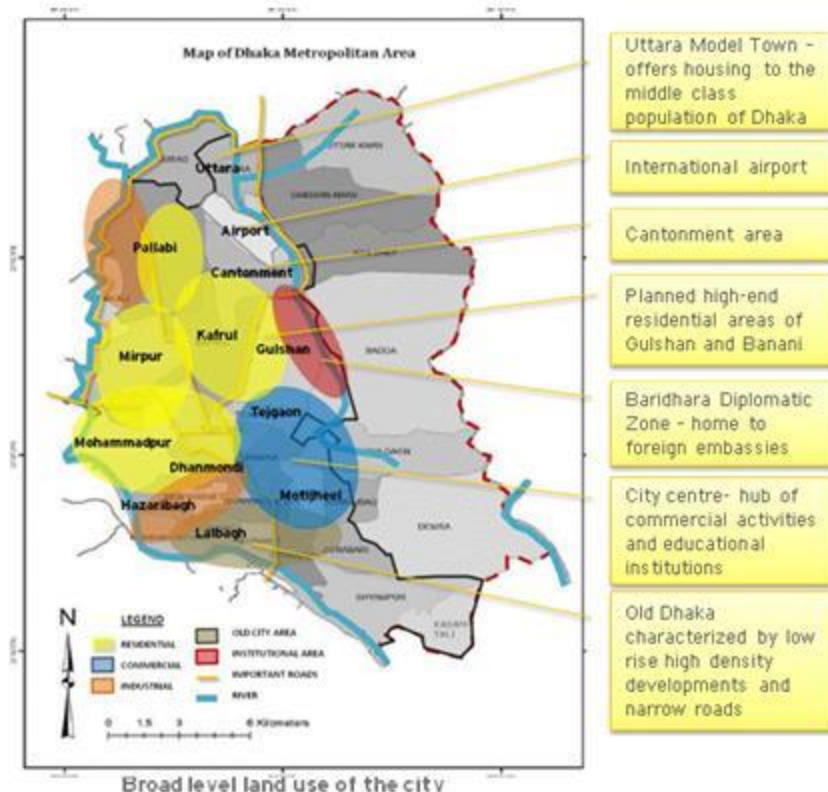 Map of Dhaka Metropolitan Area
Uttara
UTTAR KHAN
Airport
Pallabi
Cantonment
Kafrul
Gulshan
BADDA
Mirpur
Tejgaon
Mohammadpur
Dhanmondi
Motijheel
Hazaribagh
Lalbagh
DEMRA
N
LEGEND
RESIDENTIAL
COMMERCIAL
INDUSTRIAL
OLD CITY AREA
INSTITUTIONAL AREA
IMPORTANT ROADS
RIVER
0 1.5 3 6 Kilometers
Broad level land use of the city
Uttara Model Town -
offers housing to the
middle class
population of Dhaka
International airport
Cantonment area
Planned high-end
residential areas of
Gulshan and Banani
Baridhara Diplomatic
Zone - home to
foreign embassies
City centre- hub of
commercial activities
and educational
institutions
Old Dhaka
characterized by low
rise high density
developments and
narrow roads